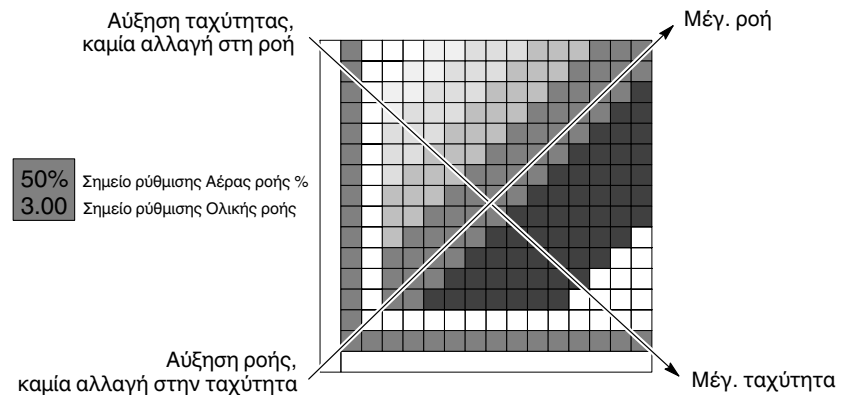 Αύξηση ταχύτητας,
καμία αλλαγή στη ροή
Μέγ. ροή
50% Σημείο ρύθμισης Αέρας ροής %
3.00 Σημείο ρύθμισης Ολικής ροής
Αύξηση ροής,
καμία αλλαγή στην ταχύτητα
Μέγ. ταχύτητα